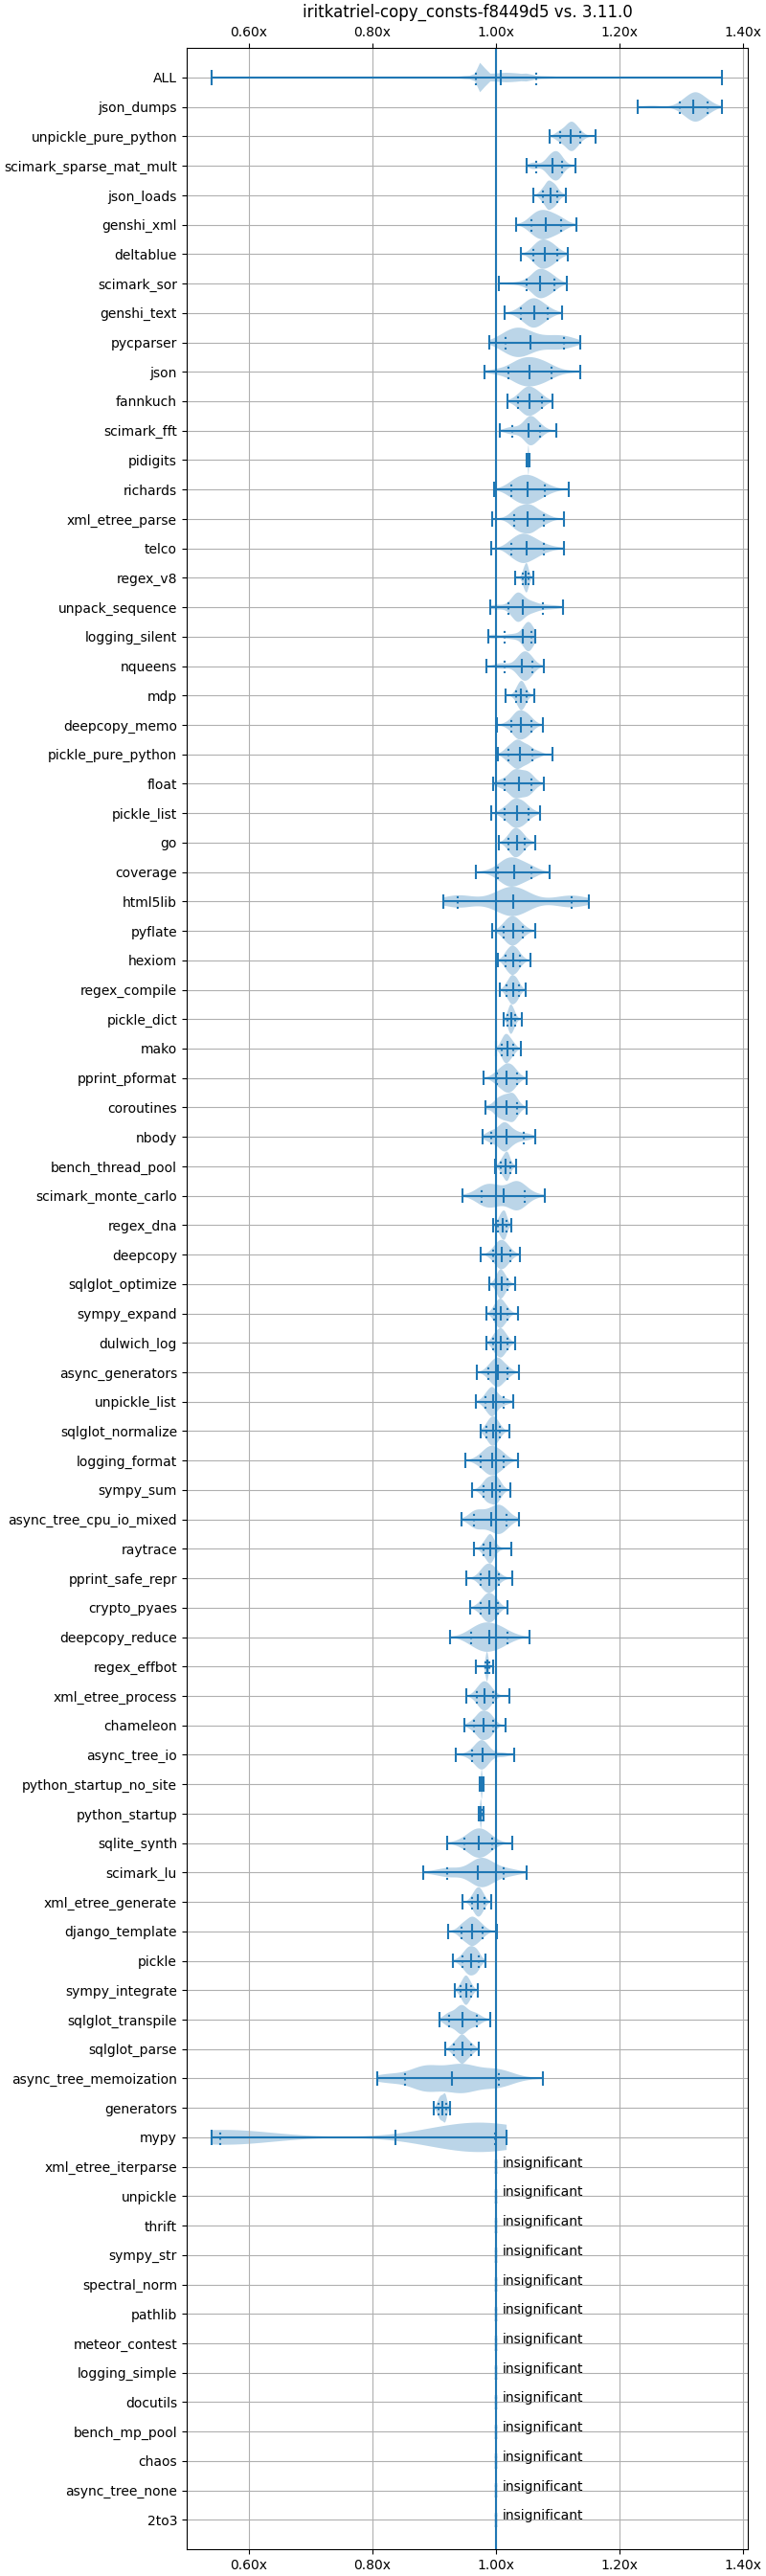 iritkatriel-copy_consts-f8449d5 vs. 3.11.0
0.60x 0.80x 1.00x 1.20x 1.40x
ALL
json_dumps
unpickle_pure_python
scimark_sparse_mat_mult
json_loads
genshi_xml
deltablue
scimark_sor
genshi_text
pycparser
json
fannkuch
scimark_fft
pidigits
richards
xml_etree_parse
telco
regex_v8
unpack_sequence
logging_silent
nqueens
mdp
deepcopy_memo
pickle_pure_python
float
pickle_list
go
coverage
html5lib
pyflate
hexiom
regex_compile
pickle_dict
mako
pprint_pformat
coroutines
nbody
bench_thread_pool
scimark_monte_carlo
regex_dna
deepcopy
sqlglot_optimize
sympy_expand
dulwich_log
async_generators
unpickle_list
sqlglot_normalize
logging_format
sympy_sum
async_tree_cpu_io_mixed
raytrace
pprint_safe_repr
crypto_pyaes
deepcopy_reduce
regex_effbot
xml_etree_process
chameleon
async_tree_io
python_startup_no_site
python_startup
sqlite_synth
scimark_lu
xml_etree_generate
django_template
pickle
sympy_integrate
sqlglot_transpile
sqlglot_parse
async_tree_memoization
generators
mypy
xml_etree_iterparse insignificant
unpickle insignificant
thrift insignificant
sympy_str insignificant
spectral_norm insignificant
pathlib insignificant
meteor_contest insignificant
logging_simple insignificant
docutils insignificant
bench_mp_pool insignificant
chaos insignificant
async_tree_none insignificant
2to3 insignificant
0.60x 0.80x 1.00x 1.20x 1.40x